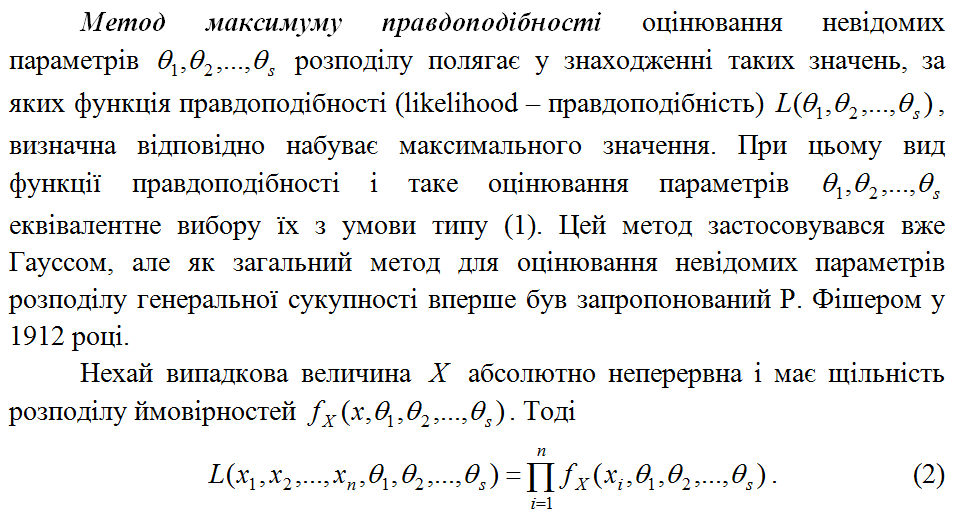 Метод максимуму правдоподібності оцінювання невідомих
параметрів θ₁,θ₂,...,θₛ розподілу полягає у знаходженні таких значень, за
яких функція правдоподібності (likelihood – правдоподібність) L(θ₁,θ₂,...,θₛ),
визначна відповідно набуває максимального значення. При цьому вид
функції правдоподібності і таке оцінювання параметрів θ₁,θ₂,...,θₛ
еквівалентне вибору їх з умови типу (1). Цей метод застосовувався вже
Гауссом, але як загальний метод для оцінювання невідомих параметрів
розподілу генеральної сукупності вперше був запропонований Р. Фішером у
1912 році.
Нехай випадкова величина X абсолютно неперервна і має щільність
розподілу ймовірностей f_X(x,θ₁,θ₂,...,θₛ). Тоді
L(x₁,x₂,...,xₙ,θ₁,θ₂,...,θₛ) = ∏_{i=1}^{n} f_X(x_i,θ₁,θ₂,...,θₛ). (2)